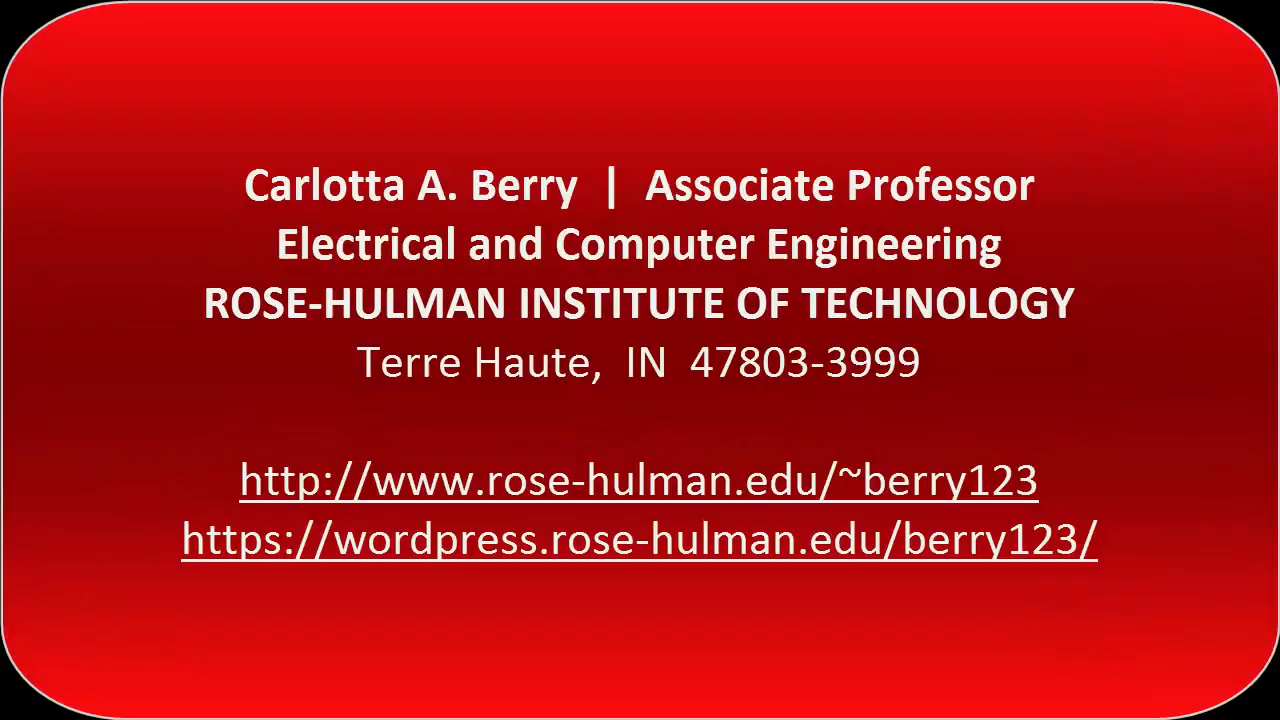 Carlotta A. Berry | Associate Professor
Electrical and Computer Engineering
ROSE-HULMAN INSTITUTE OF TECHNOLOGY
Terre Haute, IN 47803-3999
http://www.rose-hulman.edu/~berry123
https://wordpress.rose-hulman.edu/berry123/